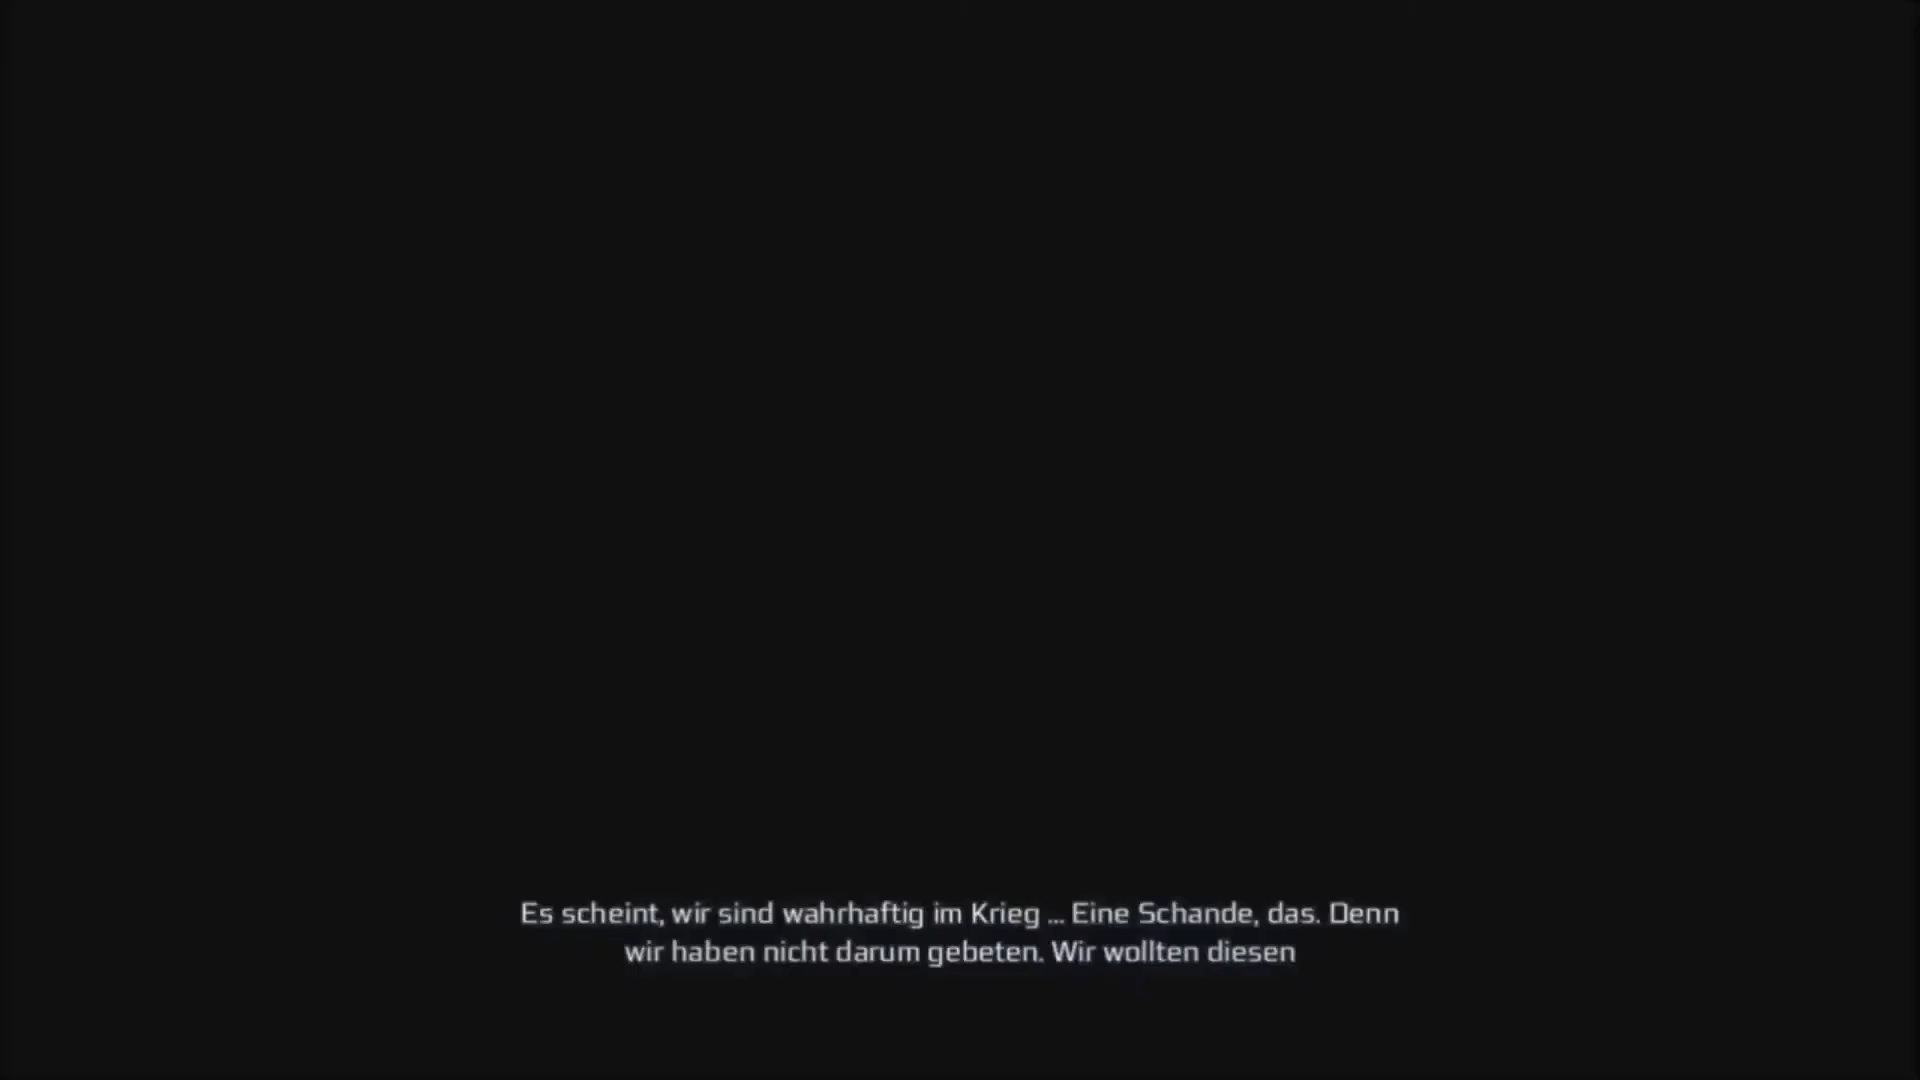 Es scheint, wir sind wahrhaftig im Krieg ... Eine Schande, das. Denn
wir haben nicht darum gebeten. Wir wollten diesen